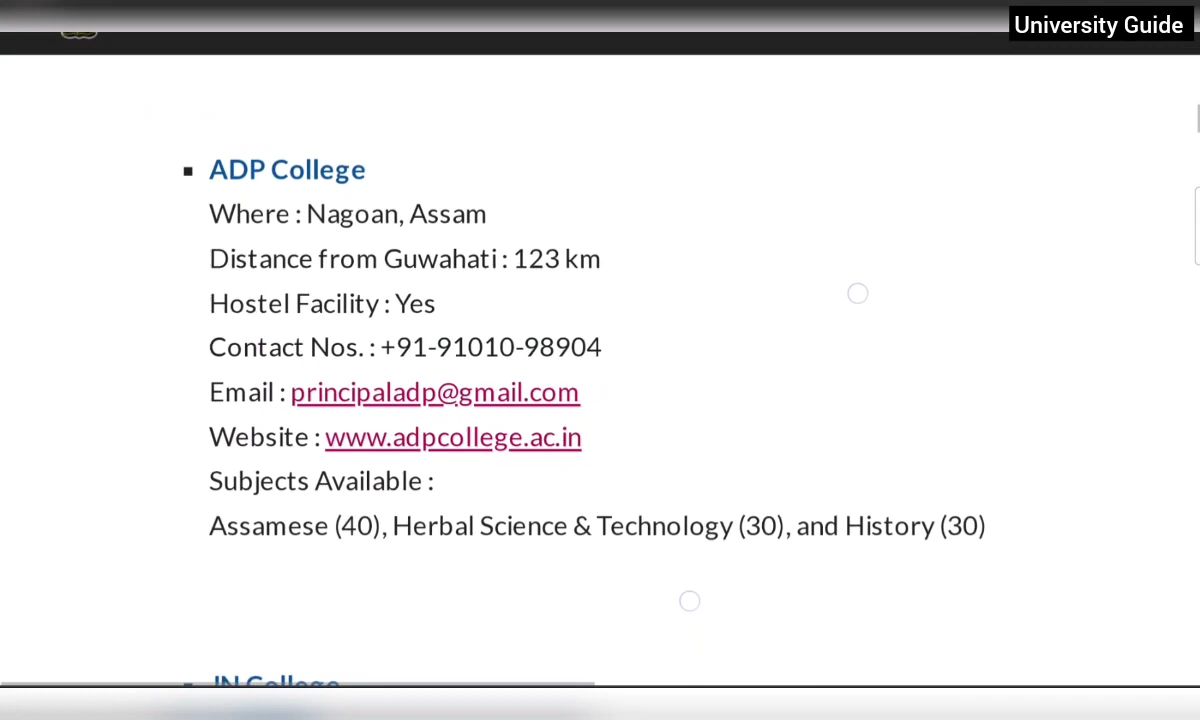 University Guide
ADP College
Where : Nagoan, Assam
Distance from Guwahati : 123 km
Hostel Facility : Yes
Contact Nos. : +91-91010-98904
Email : principaladp@gmail.com
Website : www.adpcollege.ac.in
Subjects Available :
Assamese (40), Herbal Science & Technology (30), and History (30)
JN College